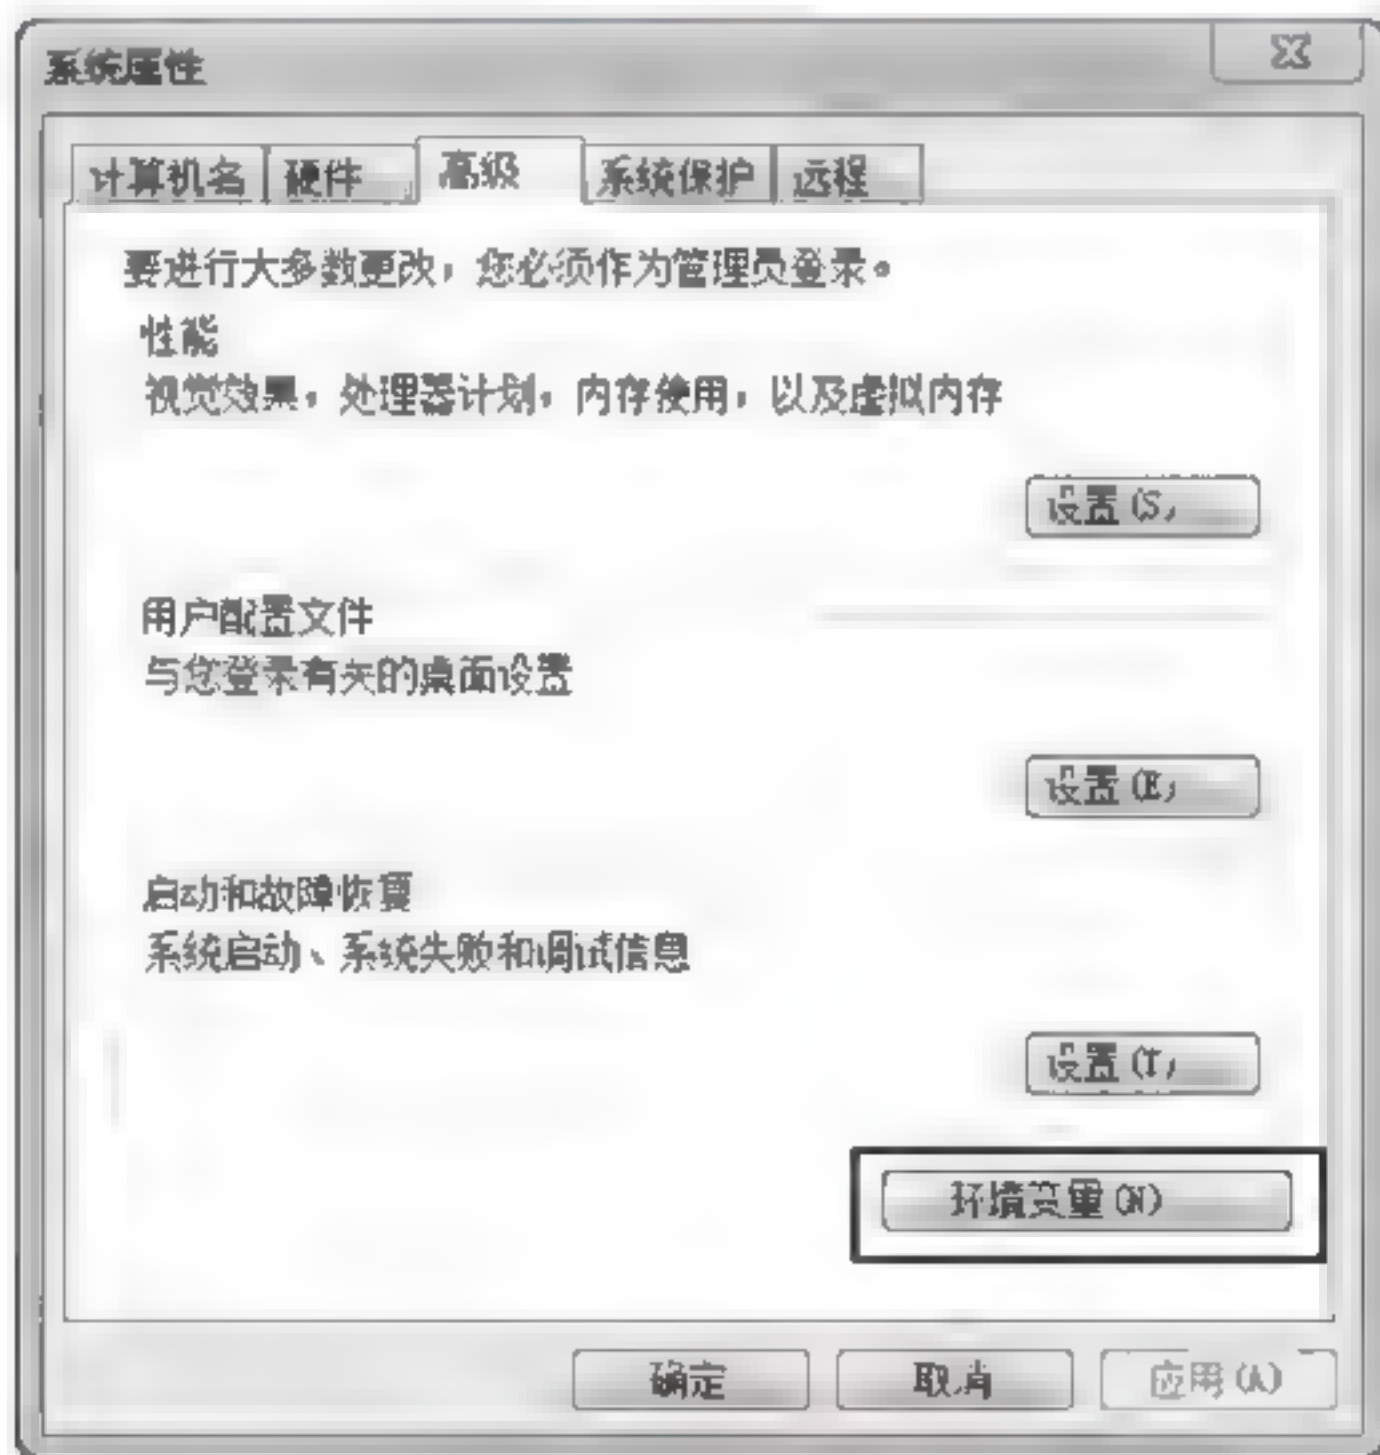 系统属性
计算机名 硬件 高级 系统保护 远程
要进行大多数更改，您必须作为管理员登录。
性能
视觉效果，处理器计划，内存使用，以及虚拟内存
设置(S)
用户配置文件
与您登录有关的桌面设置
设置(E)
启动和故障恢复
系统启动、系统失败和调试信息
设置(T)
环境变量(N)
确定 取消 应用(A)